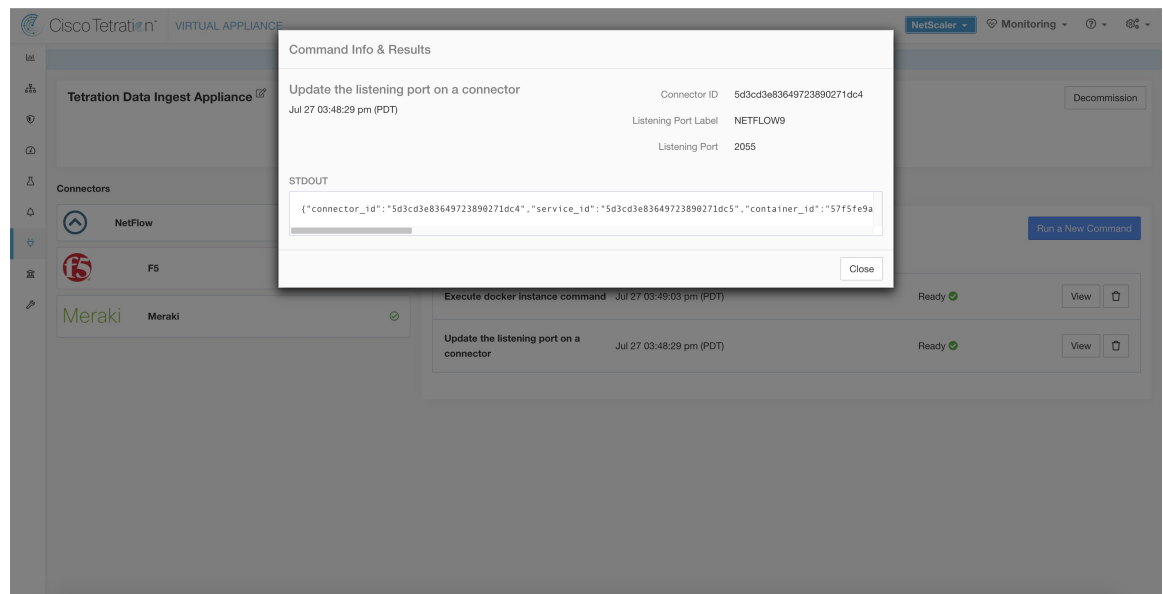 Cisco Tetration™ VIRTUAL APPLIANCE
NetScaler
Monitoring
Command Info & Results
Update the listening port on a connector
Jul 27 03:48:29 pm (PDT)
Connector ID 5d3cd3e83649723890271dc4
Listening Port Label NETFLOW9
Listening Port 2055
STDOUT
{"connector_id":"5d3cd3e83649723890271dc4","service_id":"5d3cd3e83649723890271dc5","container_id":"57f5fe9a
Close
Tetration Data Ingest Appliance
Decommission
Connectors
NetFlow
Run a New Command
f5 F5
Meraki Meraki
Execute docker instance command Jul 27 03:49:03 pm (PDT) Ready View
Update the listening port on a
connector Jul 27 03:48:29 pm (PDT) Ready View